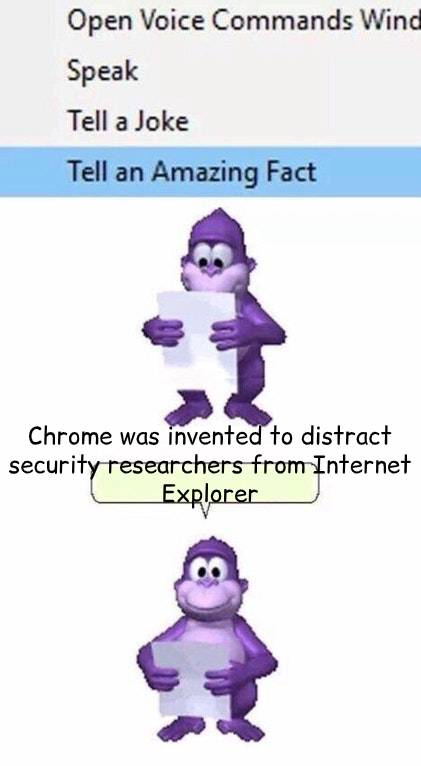 Open Voice Commands Wind
Speak
Tell a Joke
Tell an Amazing Fact
Chrome was invented to distract
security researchers from Internet
Explorer